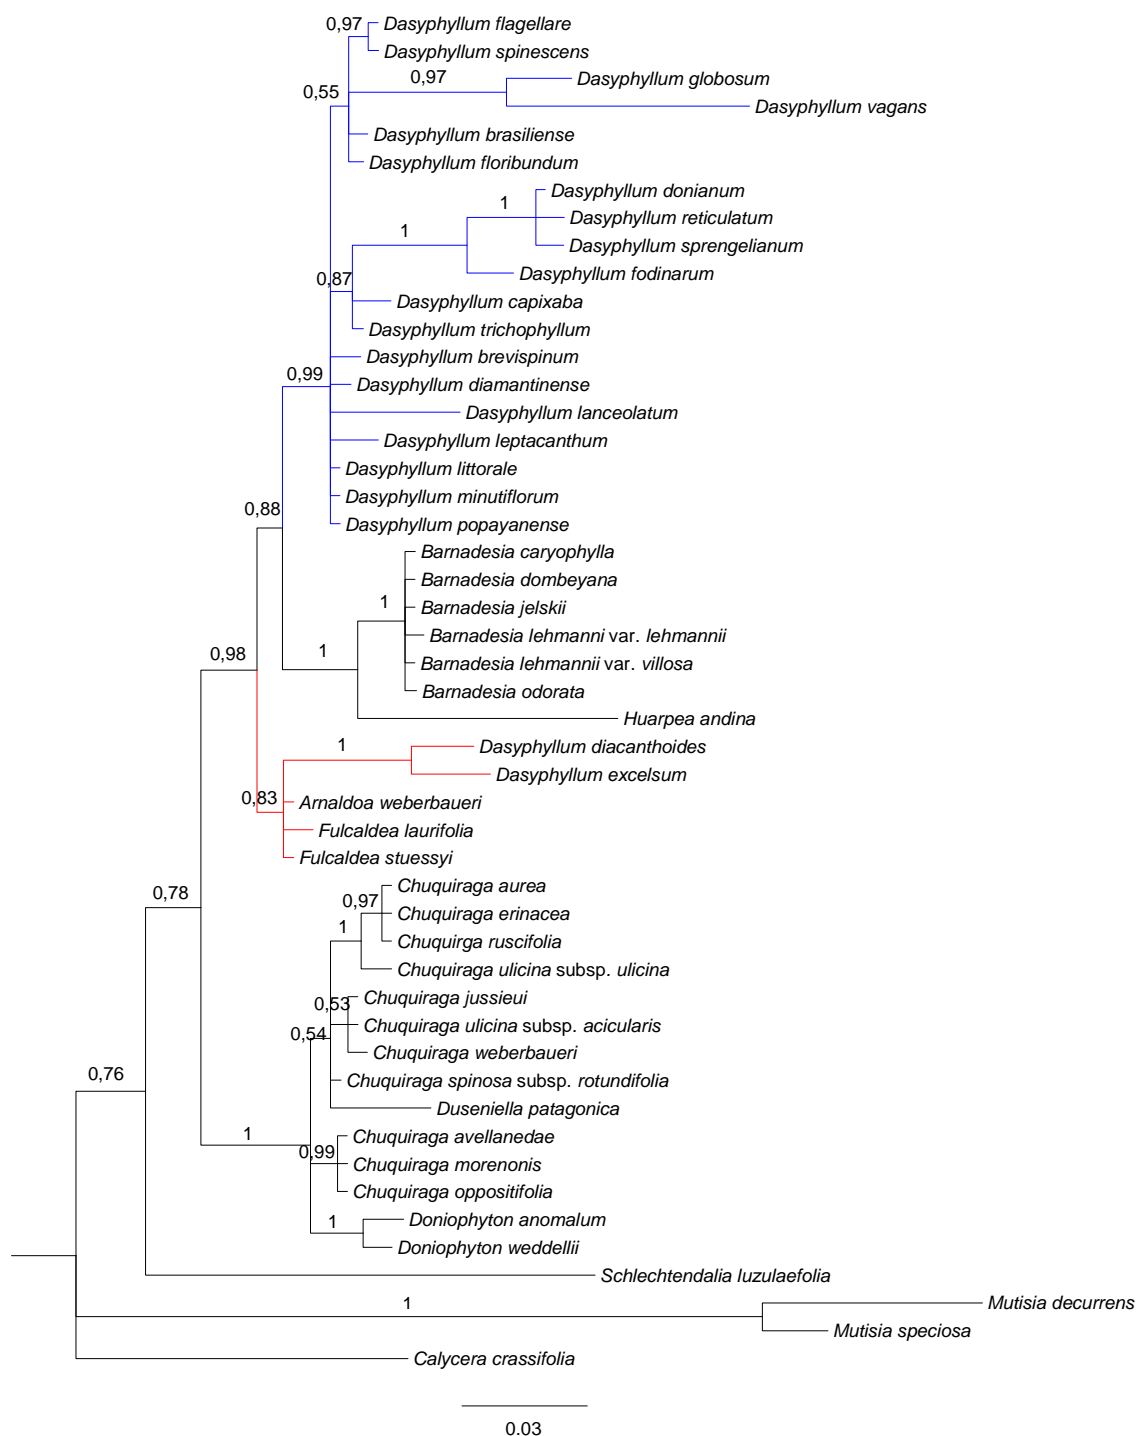 0,97
Dasyphyllum flagellare
Dasyphyllum spinescens
0,97
Dasyphyllum globosum
0,55
Dasyphyllum vagans
Dasyphyllum brasiliense
Dasyphyllum floribundum
Dasyphyllum donianum
1
Dasyphyllum reticulatum
1
Dasyphyllum sprengelianum
Dasyphyllum fodinarum
0,87
Dasyphyllum capixaba
Dasyphyllum trichophyllum
Dasyphyllum brevispinum
0,99
Dasyphyllum diamantinense
Dasyphyllum lanceolatum
Dasyphyllum leptacanthum
Dasyphyllum littorale
Dasyphyllum minutiflorum
0,88
Dasyphyllum popayanense
Barnadesia caryophylla
Barnadesia dombeyana
1
Barnadesia jelskii
Barnadesia lehmanni var. lehmannii
0,98
1
Barnadesia lehmannii var. villosa
Barnadesia odorata
Huarpea andina
1
Dasyphyllum diacanthoides
Dasyphyllum excelsum
0,83
Arnaldoa weberbaueri
Fulcaldea laurifolia
Fulcaldea stuessyi
0,78
Chuquiraga aurea
0,97
Chuquiraga erinacea
1
Chuquirga ruscifolia
Chuquiraga ulicina subsp. ulicina
0,53
Chuquiraga jussieui
0,54
Chuquiraga ulicina subsp. acicularis
Chuquiraga weberbaueri
0,76
Chuquiraga spinosa subsp. rotundifolia
Duseniella patagonica
1
Chuquiraga avellanedae
0,99
Chuquiraga morenonis
Chuquiraga oppositifolia
1
Doniophyton anomalum
Doniophyton weddellii
Schlechtendalia luzulaefolia
1
Mutisia decurrens
Mutisia speciosa
Calycera crassifolia
0.03